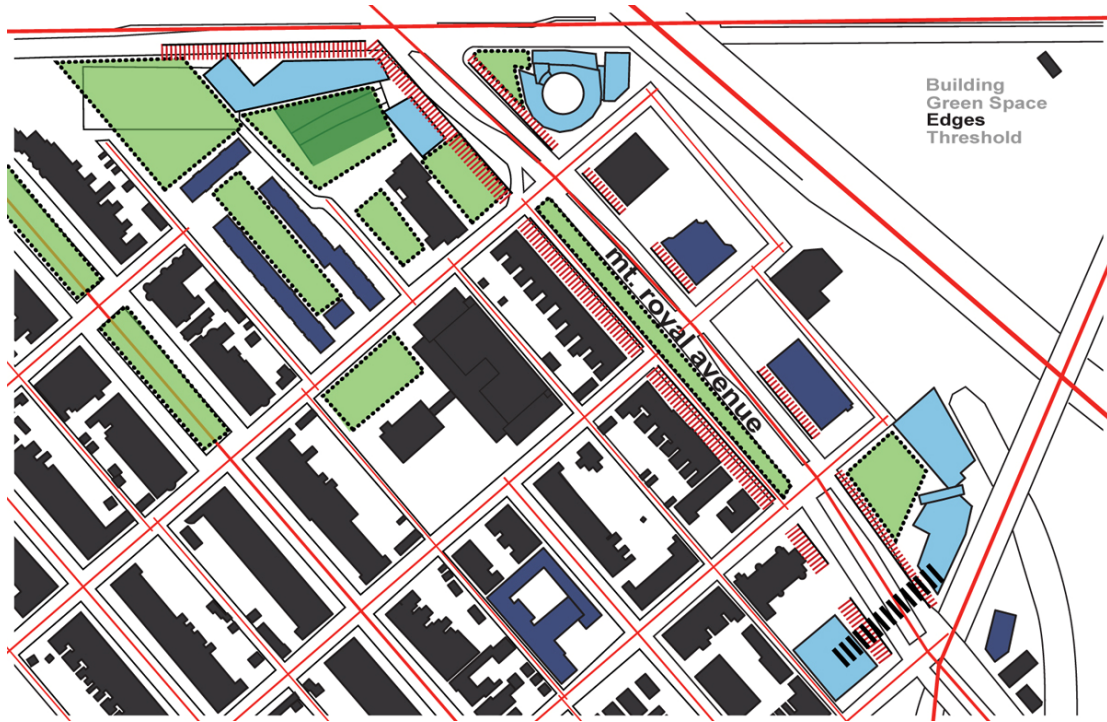 Building
Green Space
Edges
Threshold
mt. royal avenue